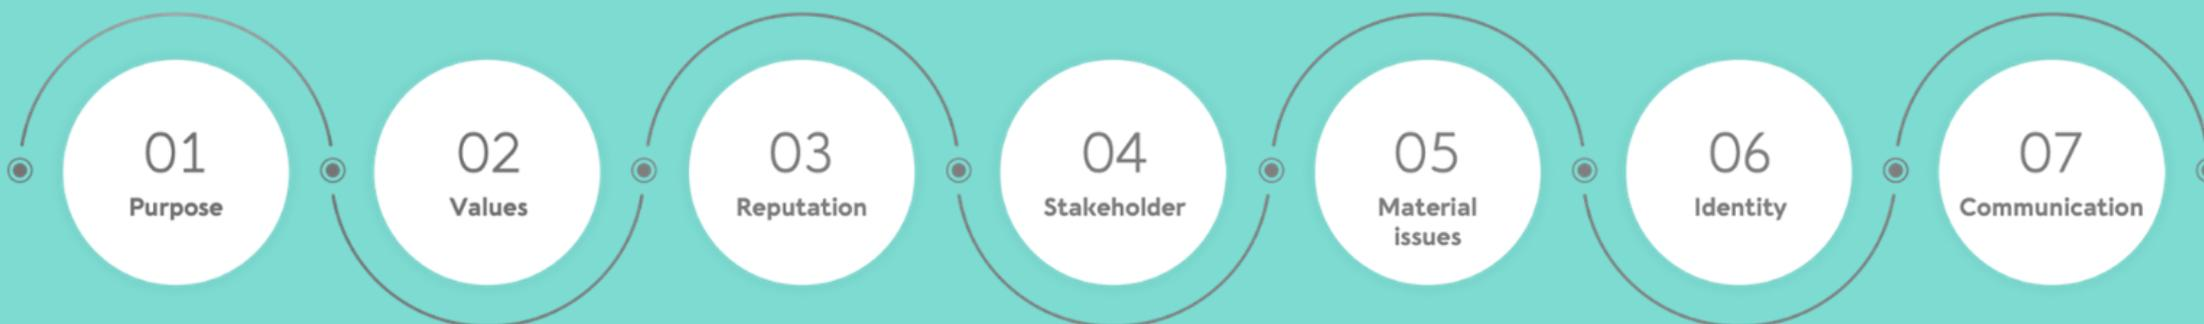 01
Purpose
02
Values
03
Reputation
04
Stakeholder
05
Material
issues
06
Identity
07
Communication